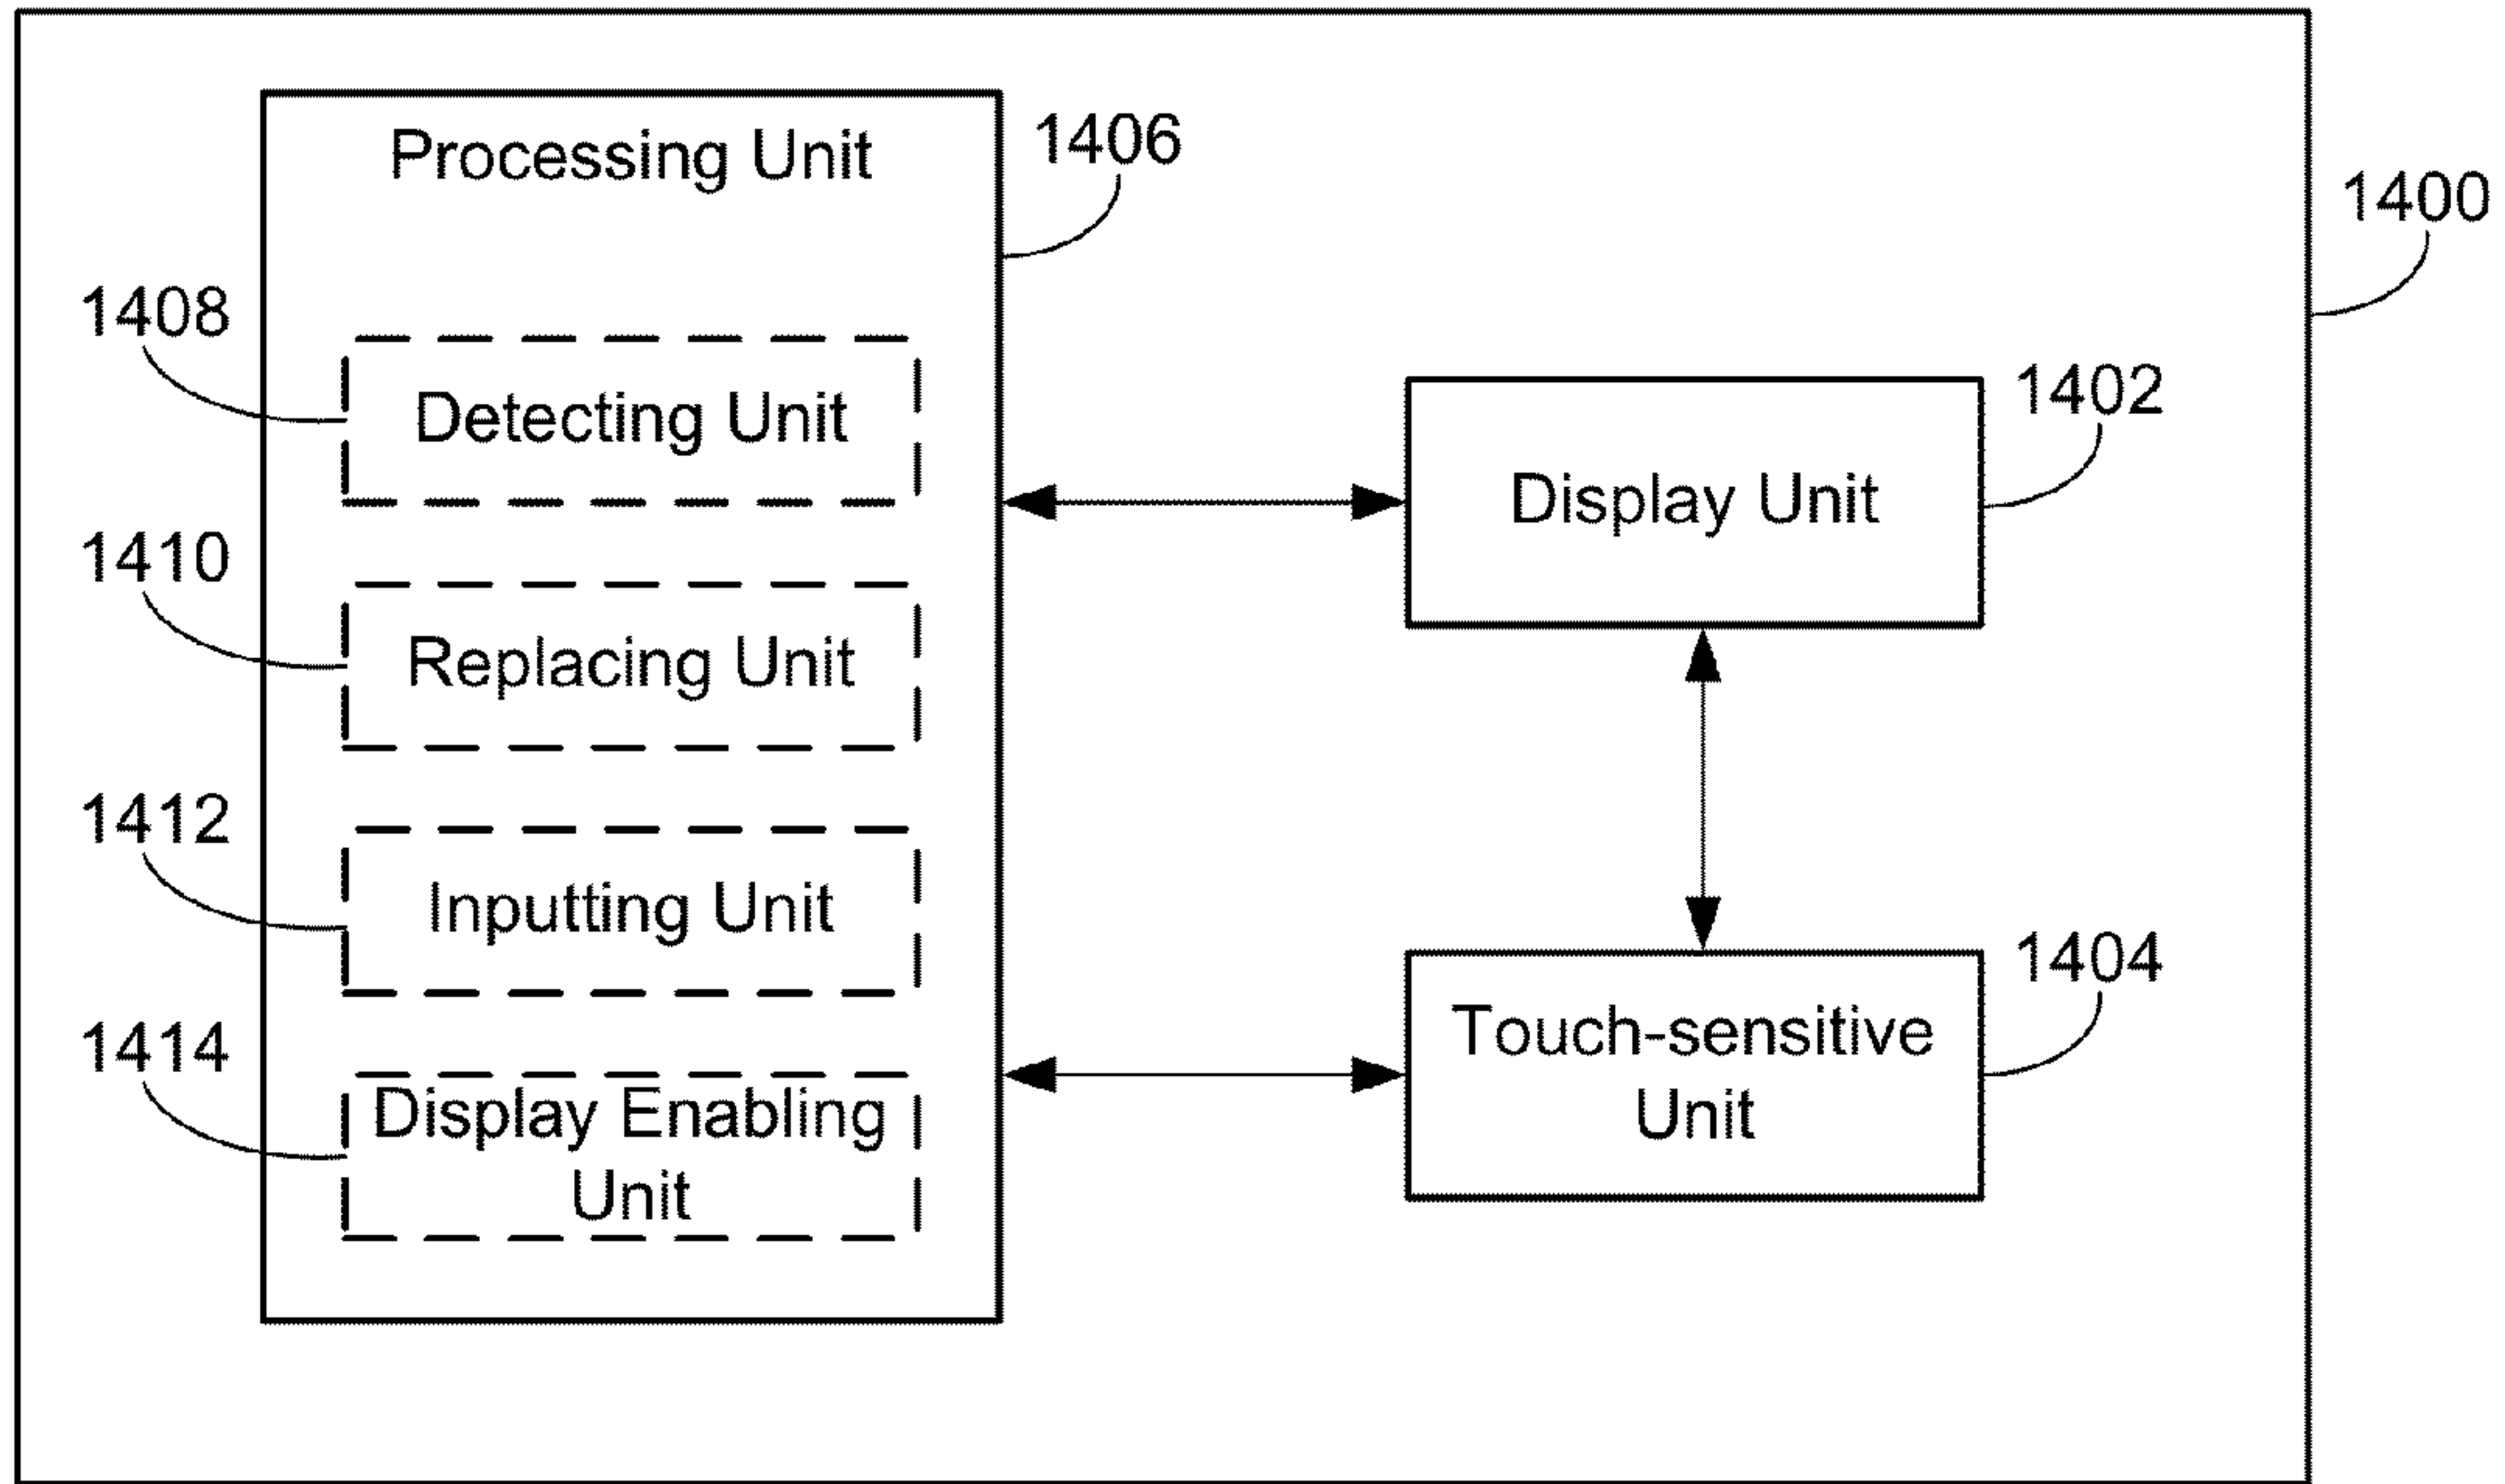 Processing Unit
1406
1400
1408
Detecting Unit
1402
Display Unit
1410
Replacing Unit
1412
Inputting Unit
1404
Touch-sensitive
Unit
1414
Display Enabling
Unit